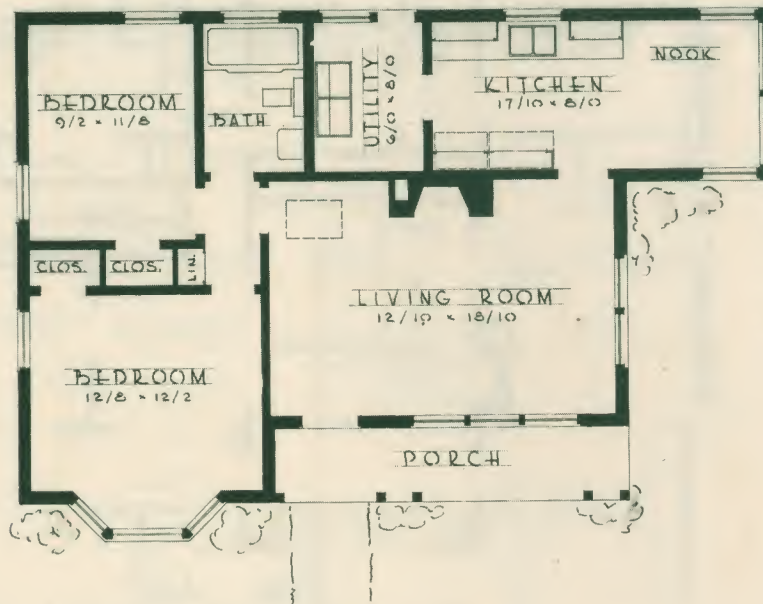 BEDROOM
9/2 × 11/8
BATH
UTILITY
6/0 × 8/0
KITCHEN
17/10 × 8/0
NOOK
CLOS.
CLOS.
LIN.
LIVING ROOM
12/10 × 18/10
BEDROOM
12/8 × 12/2
PORCH